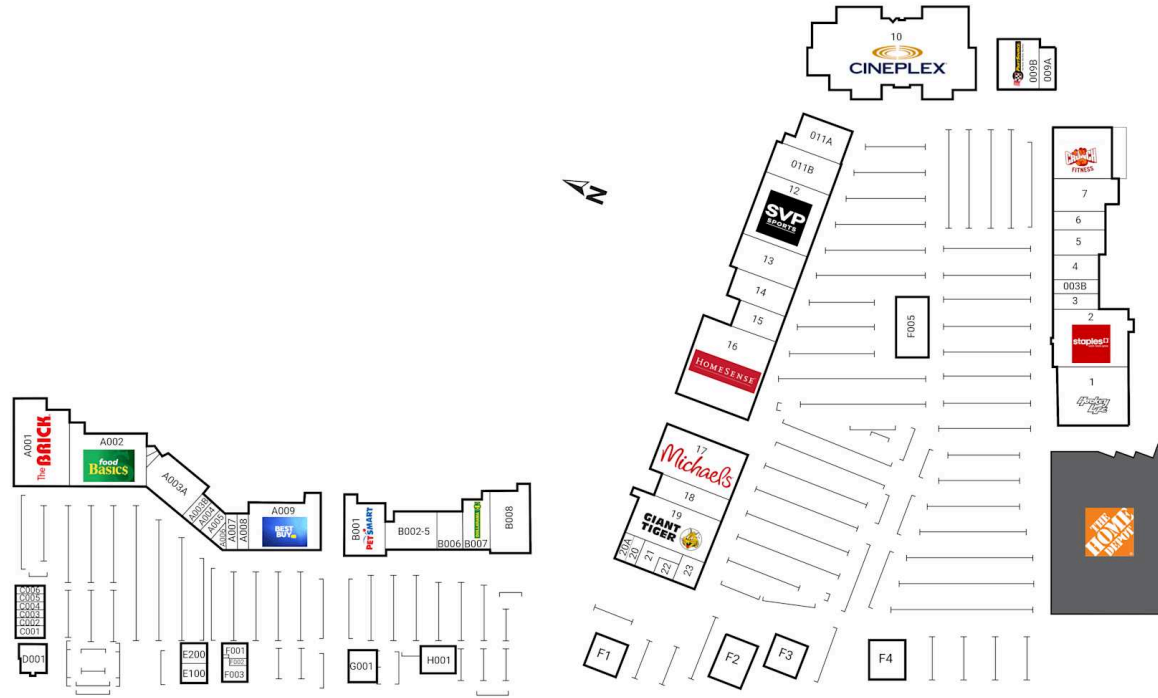 10
CINEPLEX
009B
009A
011A
011B
12
SVP
SPORTS
13
14
15
16
HOMESENSE
N
CRUNCH
FITNESS
7
6
5
4
003B
3
2
staples
1
Hockey
Life
F005
THE
HOME
DEPOT
17
Michaels
18
19
GIANT
TIGER
20A
20
21
22
23
F1
F2
F3
F4
A001
The BRICK
A002
food
Basics
A003A
A003B
A004
A005
A006
A007
A008
A009
BEST
BUY
B001
PETSMART
B002-5
B006
B007
B008
C006
C005
C004
C003
C002
C001
D001
E200
E100
F001
F002
F003
G001
H001